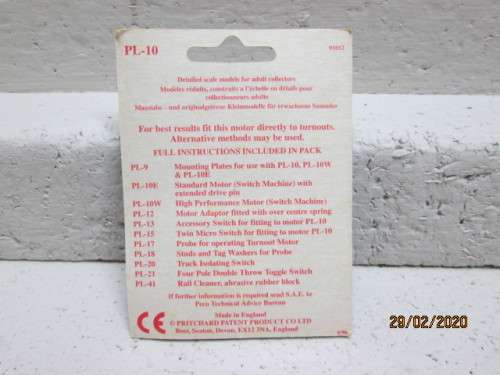 PL-10
Detailed scale models for adult collectors
Modeles réduits, construits a l'échelle en détails pour
collectionneurs adults
Masstabs - und originalgetreue Kleinmodelle für erwachsene Sammler
For best results fit this motor directly to turnouts.
Alternative methods may be used.
FULL INSTRUCTIONS INCLUDED IN PACK
PL-9 Mounting Plates for use with PL-10, PL-10W
& PL-10E
PL-10E Standard Motor (Switch Machine) with
extended drive pin
PL-10W High Performance Motor (Switch Machine)
PL-12 Motor Adaptor fitted with over centre spring
PL-13 Accessory Switch for fitting to motor PL-10
PL-15 Twin Micro Switch for fitting to motor PL-10
PL-17 Probe for operating Turnout Motor
PL-18 Studs and Tag Washers for Probe
PL-20 Track Isolating Switch
PL-21 Four Pole Double Throw Toggle Switch
PL-41 Rail Cleaner, abrasive rubber block
If further information is required send S.A.E. to
Peco Technical Advice Bureau
Made in England
CE © PRITCHARD PATENT PRODUCT CO LTD
Beer, Seaton, Devon, EX12 3NA, England
29/02/2020